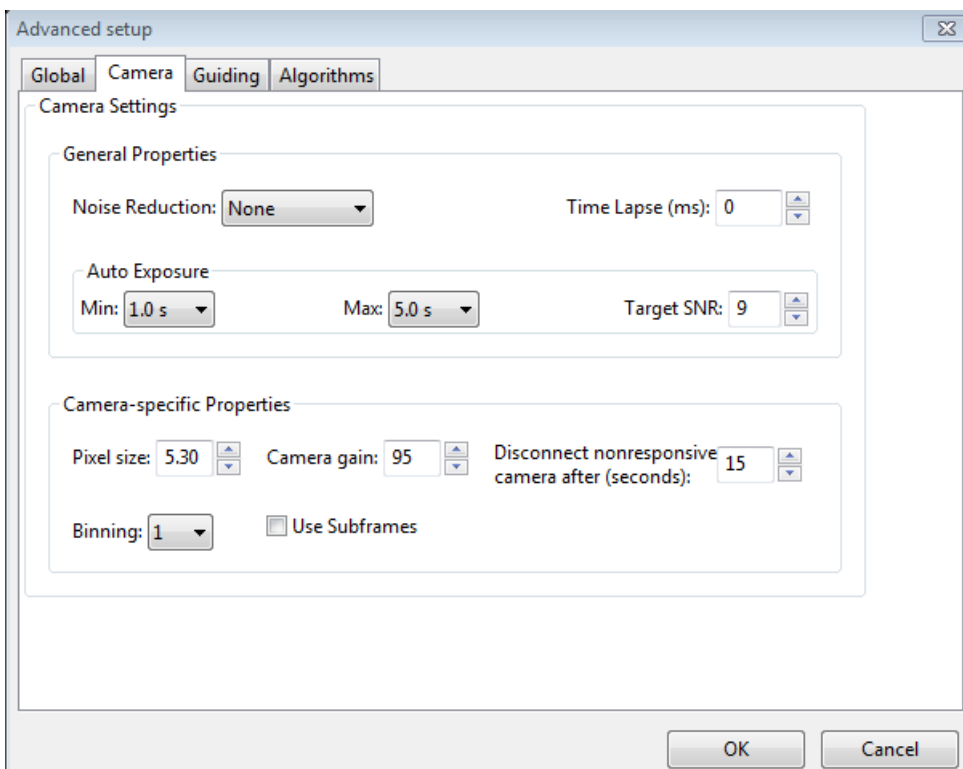 Advanced setup
Global Camera Guiding Algorithms
Camera Settings
General Properties
Noise Reduction: None Time Lapse (ms): 0
Auto Exposure
Min: 1.0 s Max: 5.0 s Target SNR: 9
Camera-specific Properties
Pixel size: 5.30 Camera gain: 95 Disconnect nonresponsive
camera after (seconds): 15
Binning: 1 Use Subframes
OK Cancel